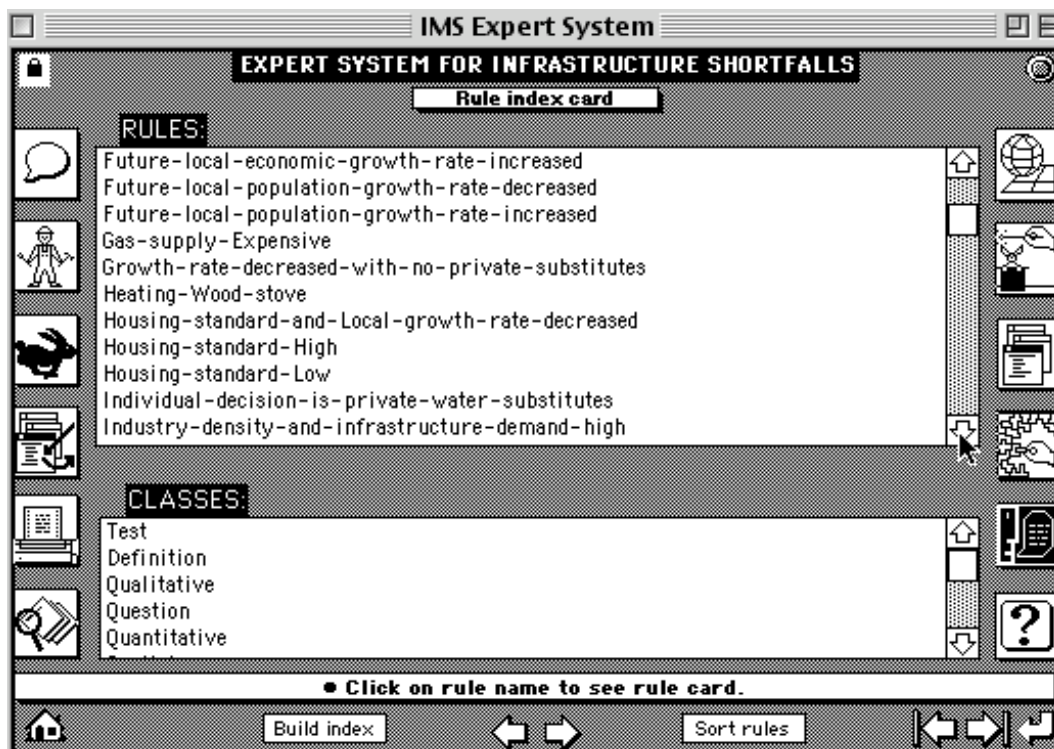 IMS Expert System
EXPERT SYSTEM FOR INFRASTRUCTURE SHORTFALLS
Rule index card
RULES:
Future-local-economic-growth-rate-increased
Future-local-population-growth-rate-decreased
Future-local-population-growth-rate-increased
Gas-supply-Expensive
Growth-rate-decreased-with-no-private-substitutes
Heating-Wood-stove
Housing-standard-and-Local-growth-rate-decreased
Housing-standard-High
Housing-standard-Low
Individual-decision-is-private-water-substitutes
Industry-density-and-infrastructure-demand-high
CLASSES:
Test
Definition
Qualitative
Question
Quantitative
• Click on rule name to see rule card.
Build index
Sort rules
?